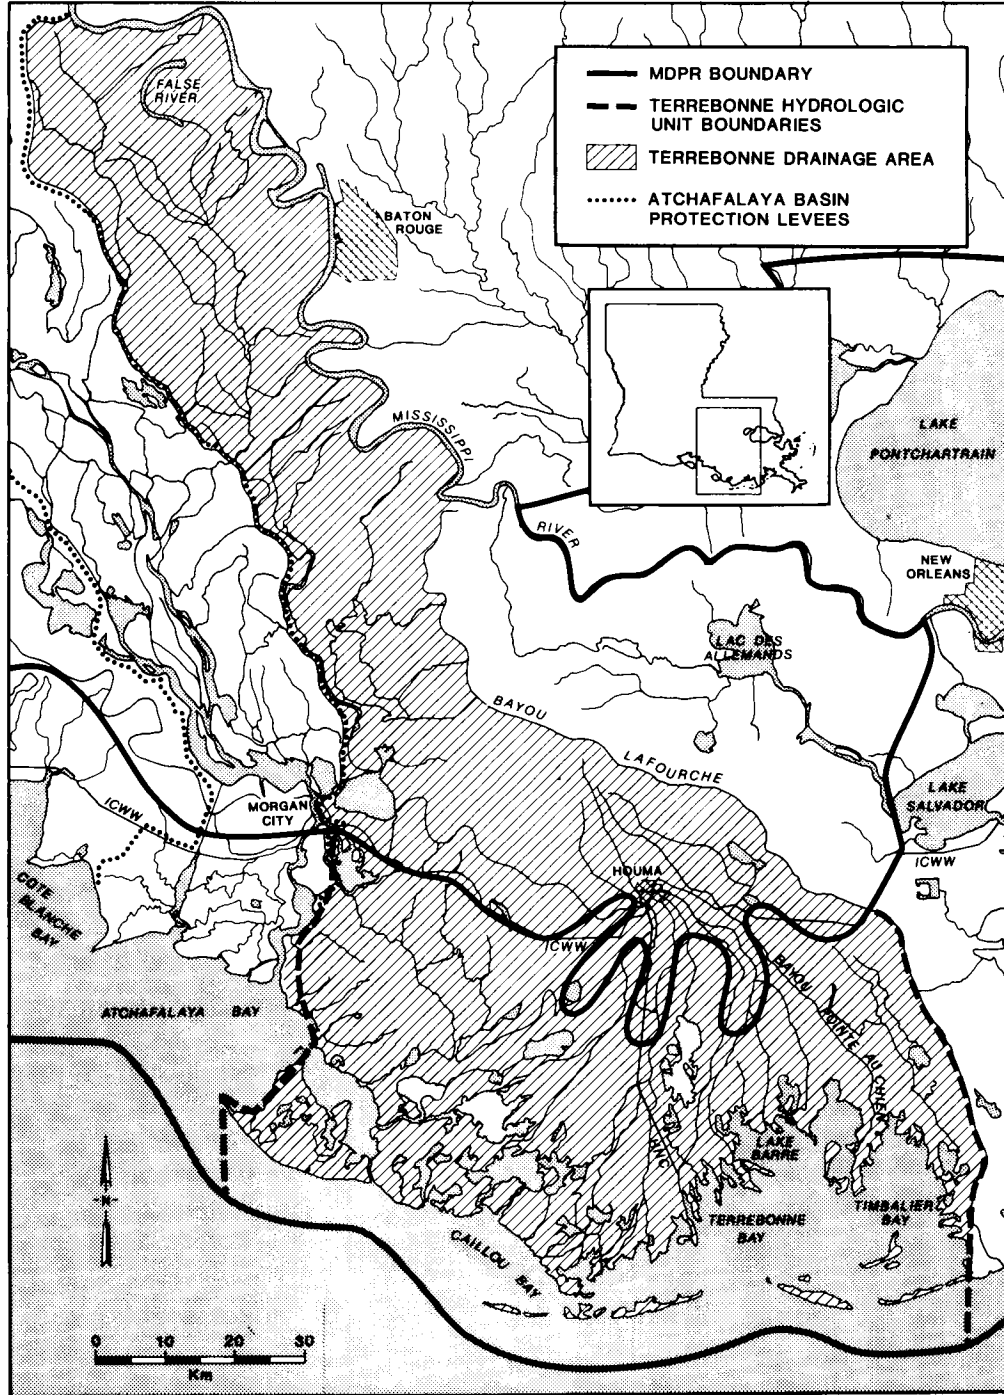 MDPR BOUNDARY
TERREBONNE HYDROLOGIC
UNIT BOUNDARIES
TERREBONNE DRAINAGE AREA
ATCHAFALAYA BASIN
PROTECTION LEVEES
FALSE
RIVER
BATON
ROUGE
MISSISSIPPI
RIVER
LAKE
PONTCHARTRAIN
NEW
ORLEANS
LAC DES
ALLEMANDS
BAYOU
LAFOURCHE
LAKE
SALVADOR
ICWW
MORGAN
CITY
ICWW
HOUMA
ICWW
COTE
BLANCHE
BAY
ATCHAFALAYA BAY
BAYOU POINTE AU CHIEN
HNC
LAKE
BARRE
TERREBONNE
BAY
TIMBALIER
BAY
CAILLOU BAY
N
0 10 20 30
Km